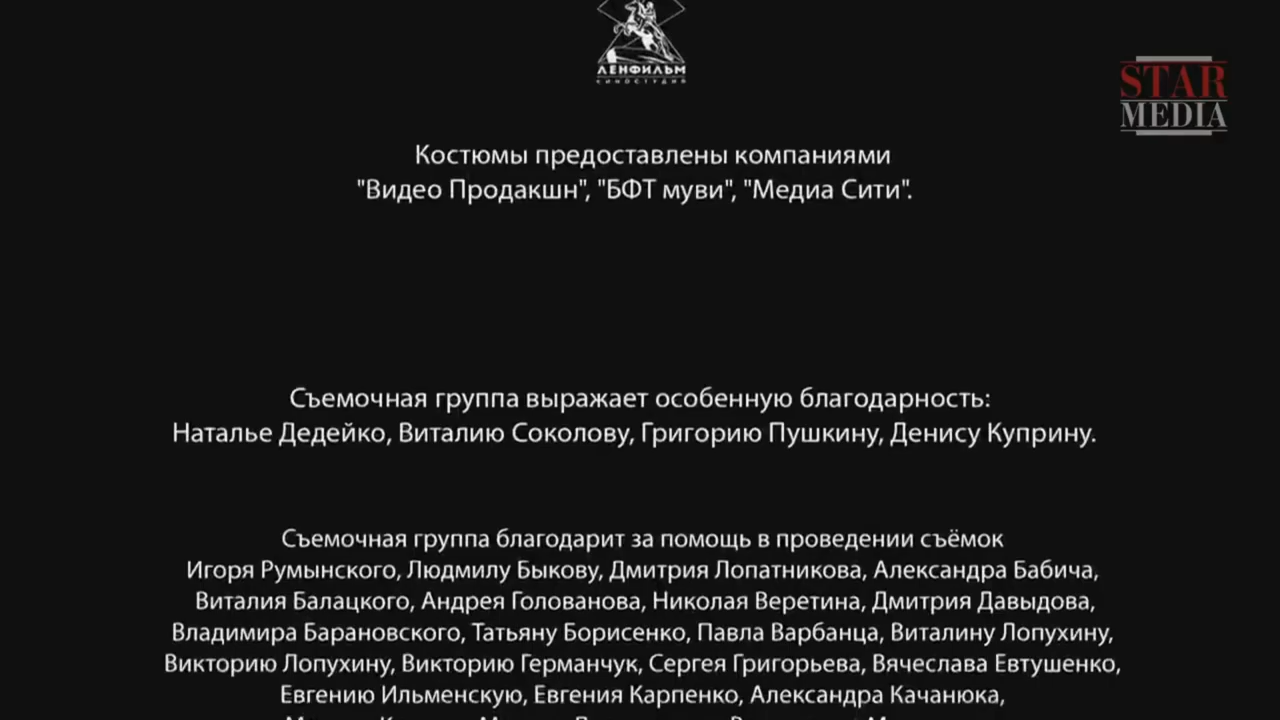 ЛЕНФИЛЬМ
КИНОСТУДИЯ
STAR
MEDIA
Костюмы предоставлены компаниями
"Видео Продакшн", "БФТ муви", "Медиа Сити".
Съемочная группа выражает особенную благодарность:
Наталье Дедейко, Виталию Соколову, Григорию Пушкину, Денису Куприну.
Съемочная группа благодарит за помощь в проведении съёмок
Игоря Румынского, Людмилу Быкову, Дмитрия Лопатникова, Александра Бабича,
Виталия Балацкого, Андрея Голованова, Николая Веретина, Дмитрия Давыдова,
Владимира Барановского, Татьяну Борисенко, Павла Варбанца, Виталину Лопухину,
Викторию Лопухину, Викторию Германчук, Сергея Григорьева, Вячеслава Евтушенко,
Евгению Ильменскую, Евгения Карпенко, Александра Качанюка,